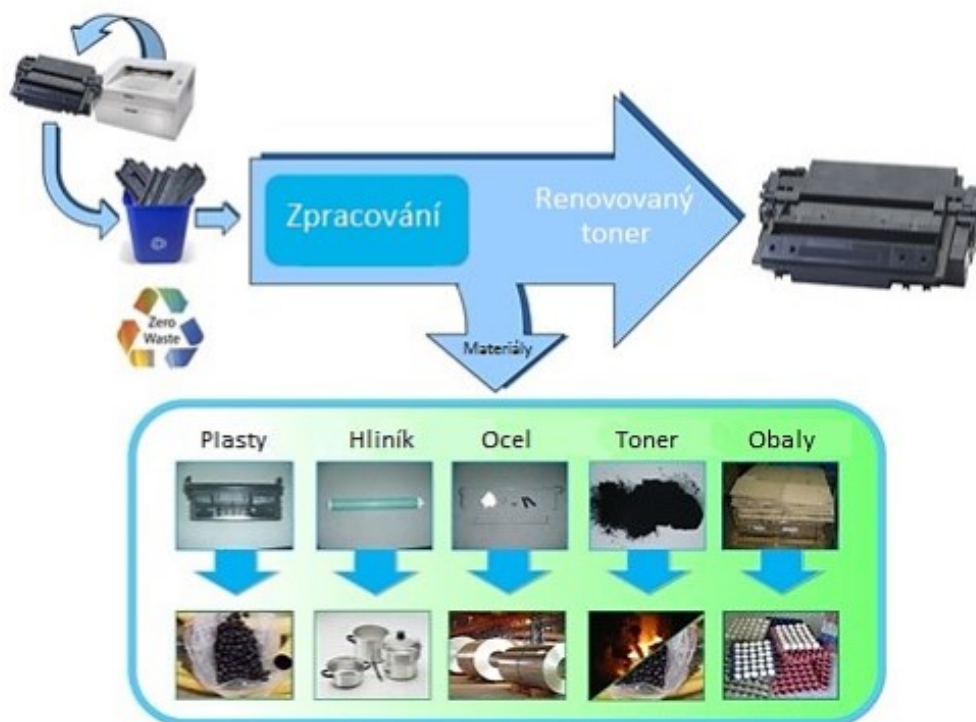 Zpracování
Renovovaný
toner
Zero
Waste
Materiály
Plasty
Hliník
Ocel
Toner
Obaly